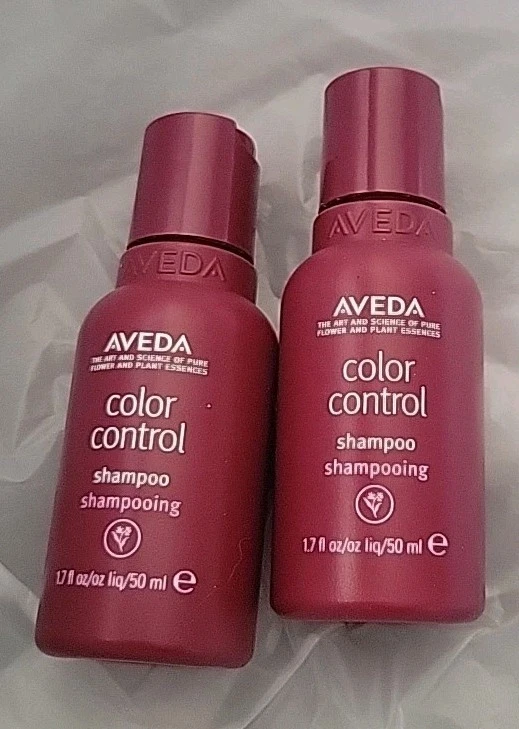 AVEDA
AVEDA
THE ART AND SCIENCE OF PURE
FLOWER AND PLANT ESSENCES
color
control
shampoo
shampooing
1.7 fl oz/oz liq/50 ml e
AVEDA
AVEDA
THE ART AND SCIENCE OF PURE
FLOWER AND PLANT ESSENCES
color
control
shampoo
shampooing
1.7 fl oz/oz liq/50 ml e